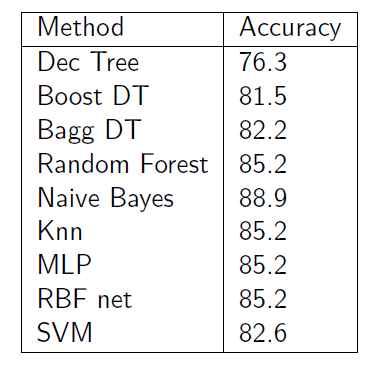 Method Accuracy
Dec Tree 76.3
Boost DT 81.5
Bagg DT 82.2
Random Forest 85.2
Naive Bayes 88.9
Knn 85.2
MLP 85.2
RBF net 85.2
SVM 82.6